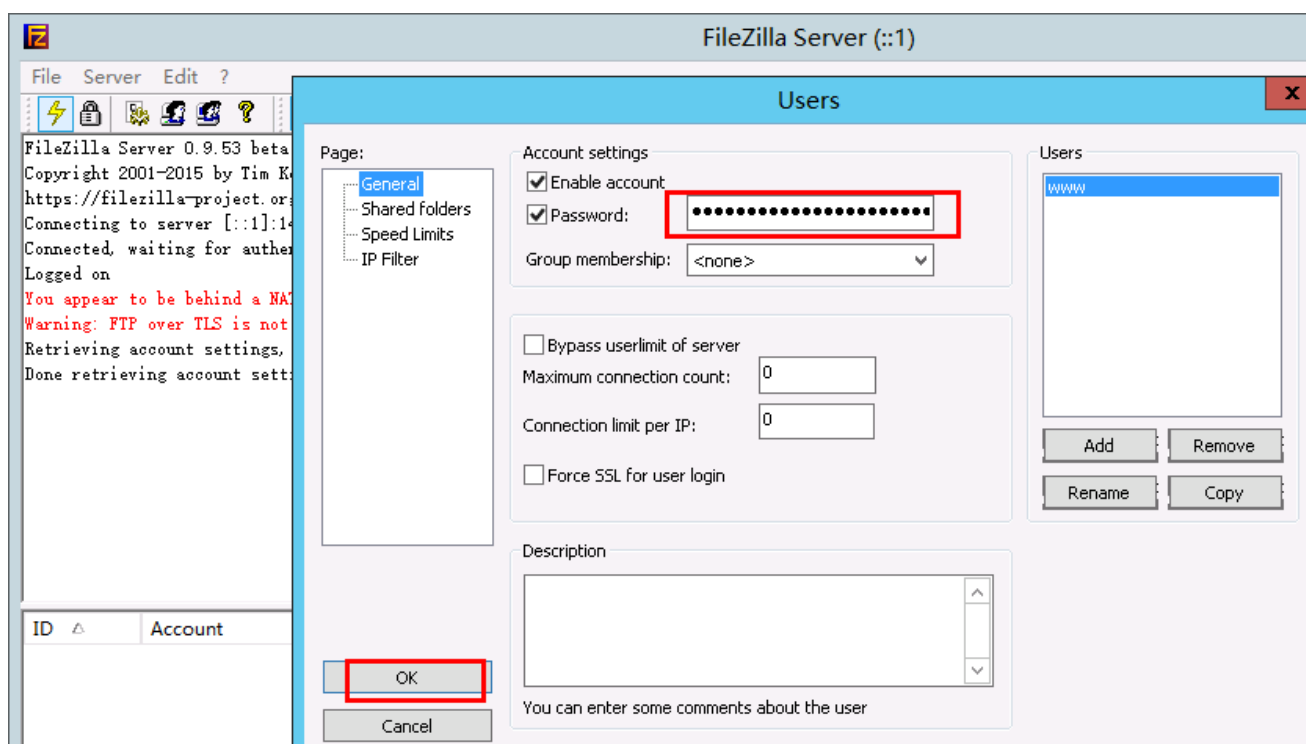 FileZilla Server (::1)
File Server Edit ?
Users
x
FileZilla Server 0.9.53 beta
Copyright 2001-2015 by Tim
https://filezilla-project.or
Connecting to server [::1]:1
Connected, waiting for
Logged on
You appear to be behind a
Warning: FTP over TLS is not
Retrieving account settings,
Done retrieving account
ID
Account
Page:
General
Shared folders
Speed Limits
IP Filter
OK
Cancel
Account settings
Enable account
Password:
Group membership: <none>
Bypass userlimit of server
Maximum connection count: 0
Connection limit per IP: 0
Force SSL for user login
Description
You can enter some comments about the user
Users
www
Add Remove
Rename Copy